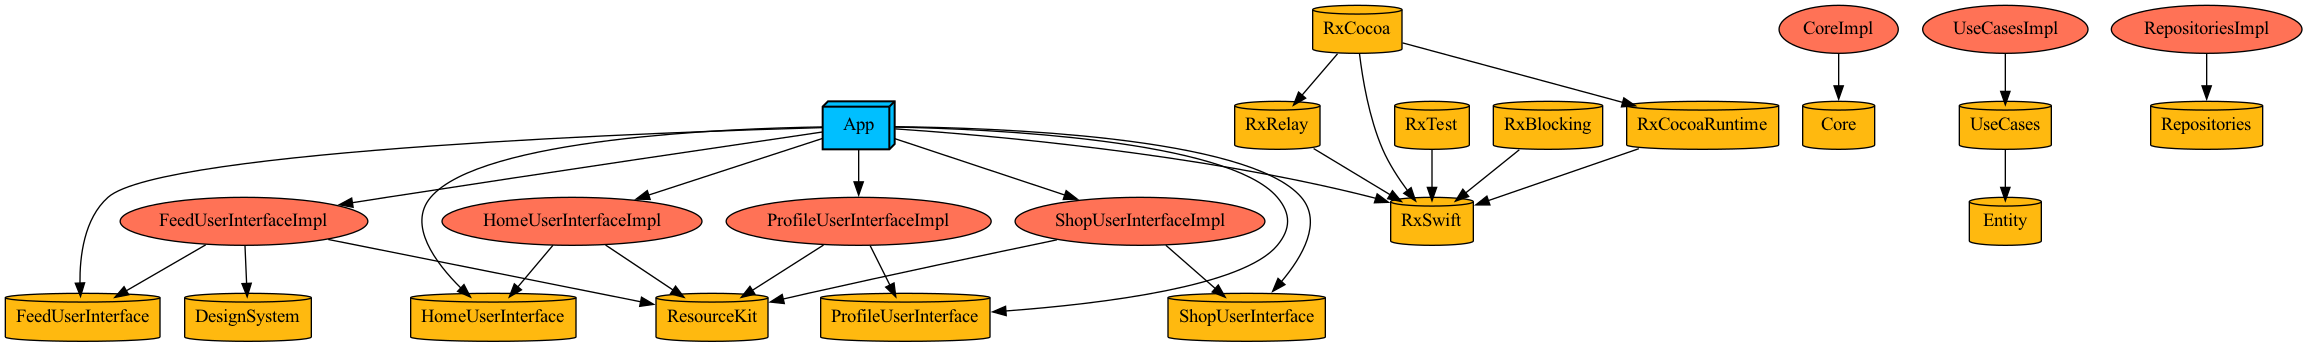 RxCocoa
CoreImpl
UseCasesImpl
RepositoriesImpl
App
RxRelay
RxTest
RxBlocking
RxCocoaRuntime
Core
UseCases
Repositories
FeedUserInterfaceImpl
HomeUserInterfaceImpl
ProfileUserInterfaceImpl
ShopUserInterfaceImpl
RxSwift
Entity
FeedUserInterface
DesignSystem
HomeUserInterface
ResourceKit
ProfileUserInterface
ShopUserInterface